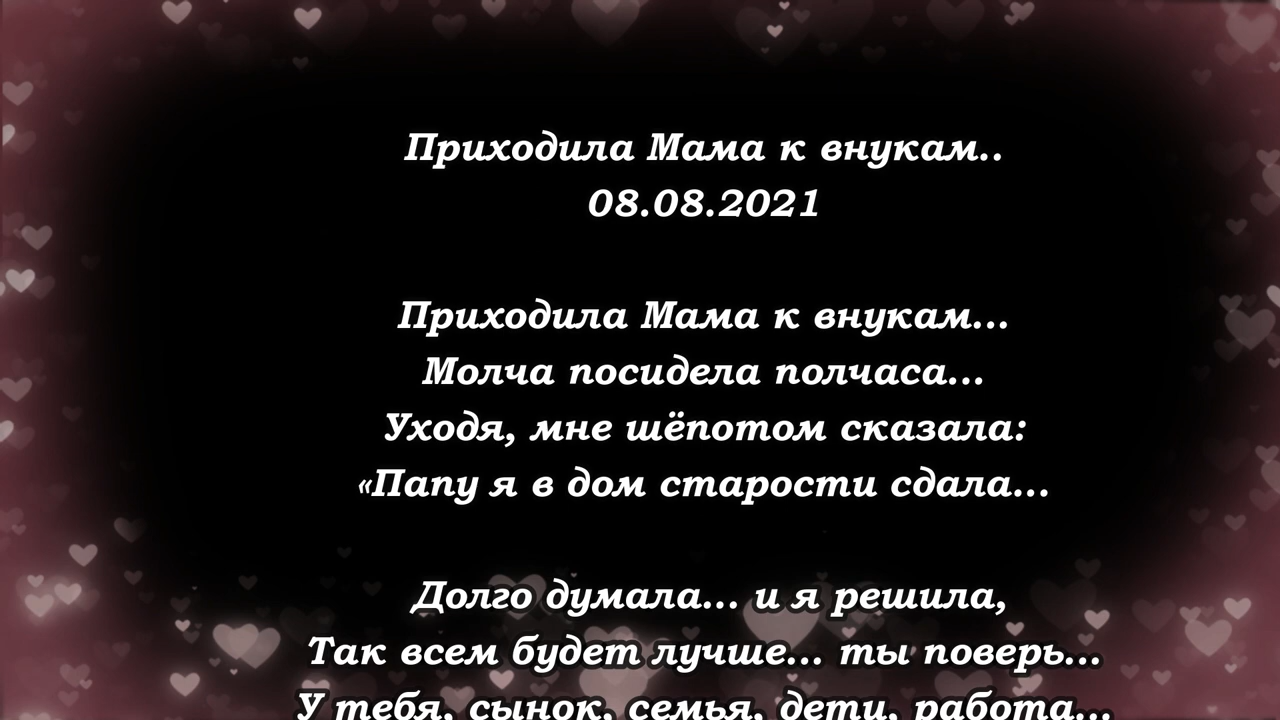 Приходила Мама к внукам..
08.08.2021
Приходила Мама к внукам...
Молча посидела полчаса...
Уходя, мне шёпотом сказала:
«Папу я в дом старости сдала...
Долго думала... и я решила,
Так всем будет лучше... ты поверь...
У тебя, сынок, семья, дети, работа...